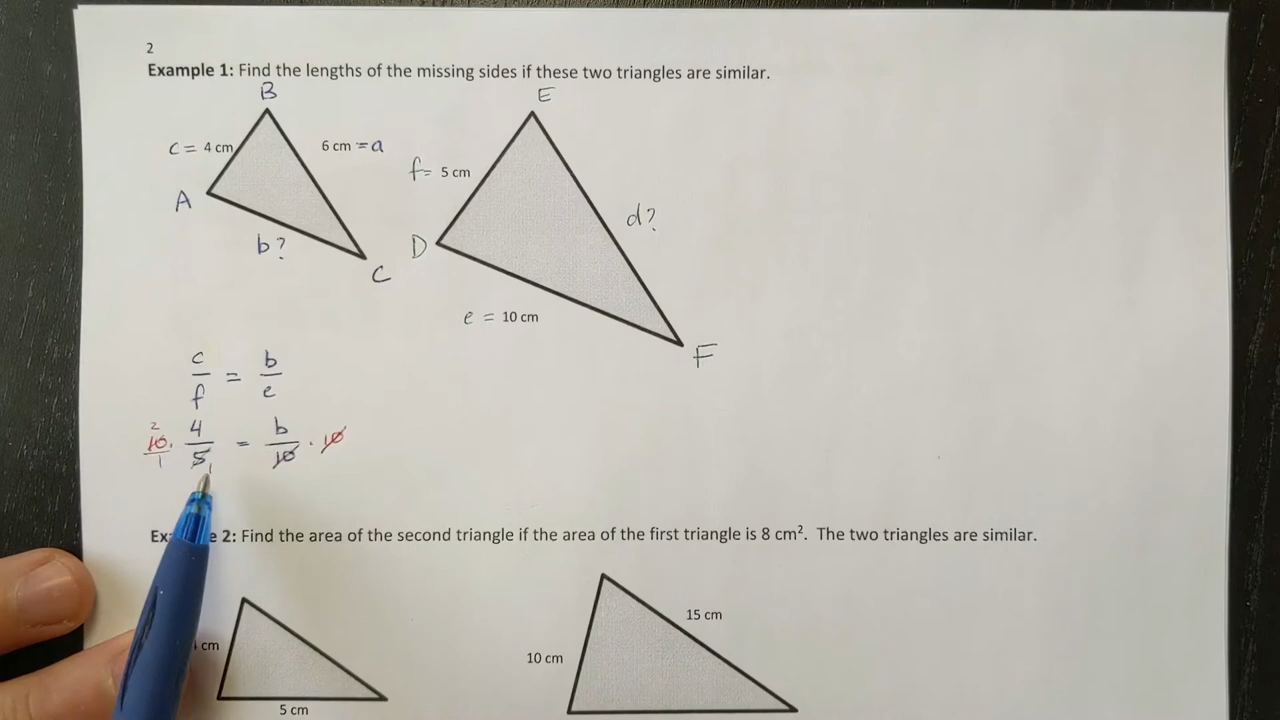 2
Example 1: Find the lengths of the missing sides if these two triangles are similar.
B
E
c = 4 cm
6 cm = a
f = 5 cm
A
d?
D
b?
C
e = 10 cm
F
c/f = b/e
2
10/1 · 4/5 = b/10 · 10
1
2: Find the area of the second triangle if the area of the first triangle is 8 cm². The two triangles are similar.
15 cm
cm
10 cm
5 cm